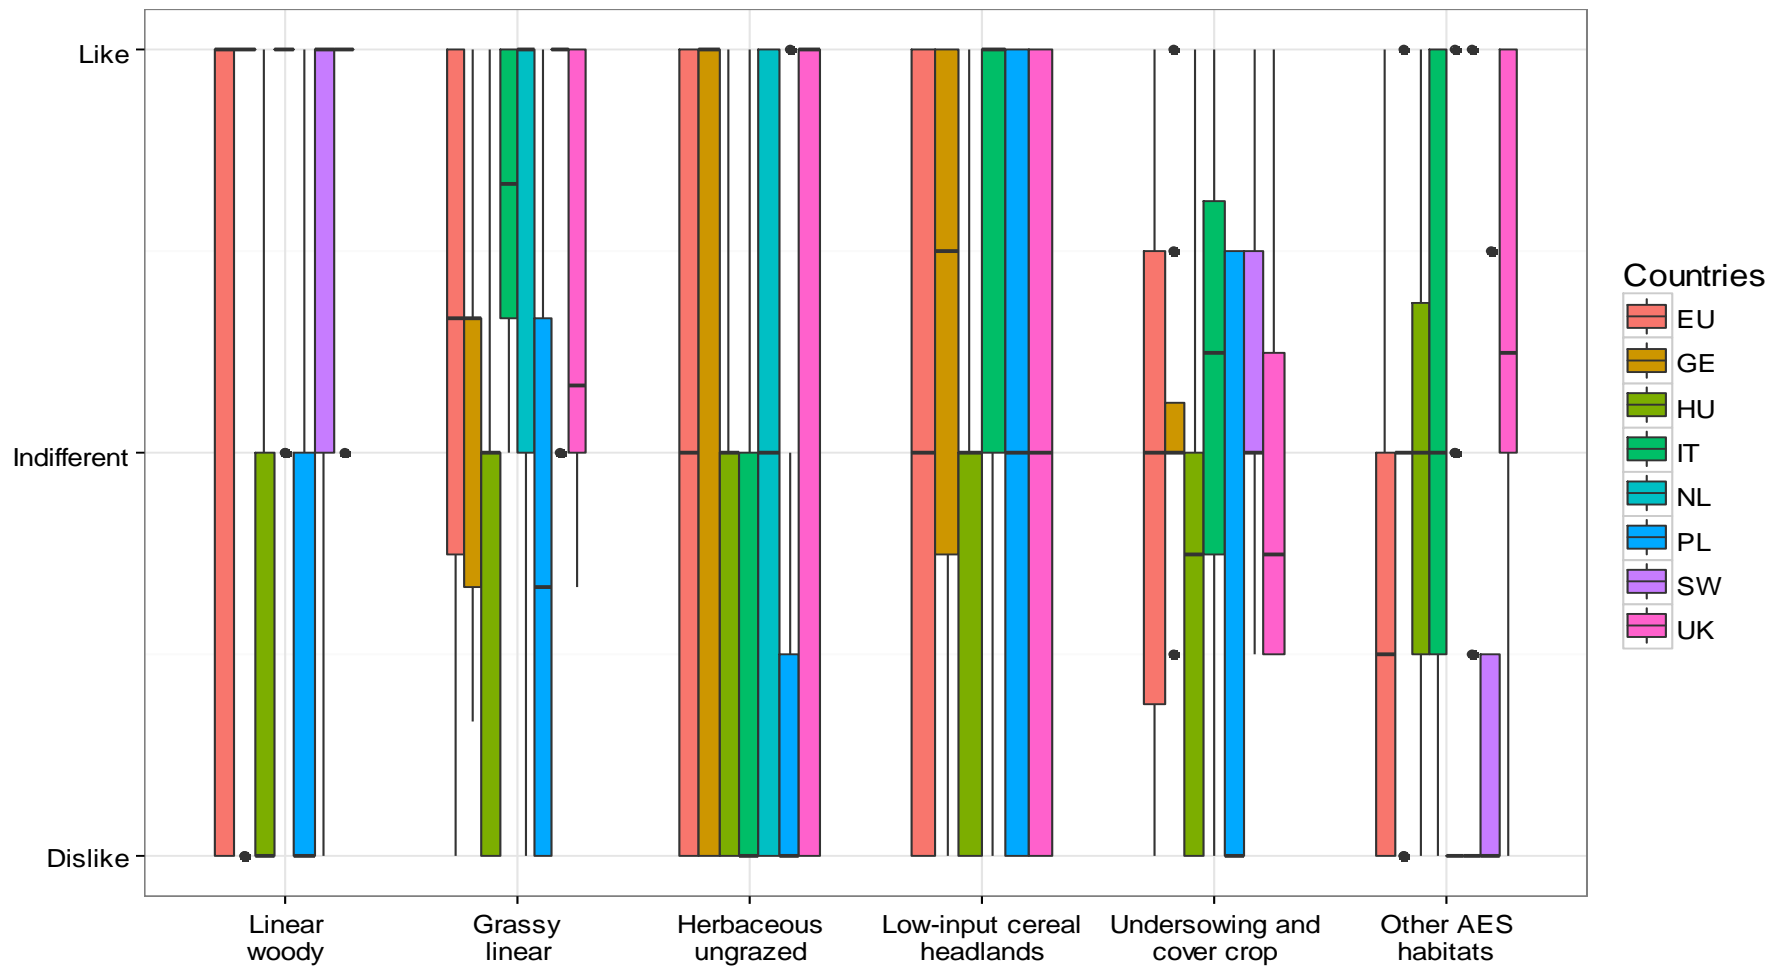 Like
Indifferent
Dislike
Linear
woody
Grassy
linear
Herbaceous
ungrazed
Low-input cereal
headlands
Undersowing and
cover crop
Other AES
habitats
Countries
EU
GE
HU
IT
NL
PL
SW
UK